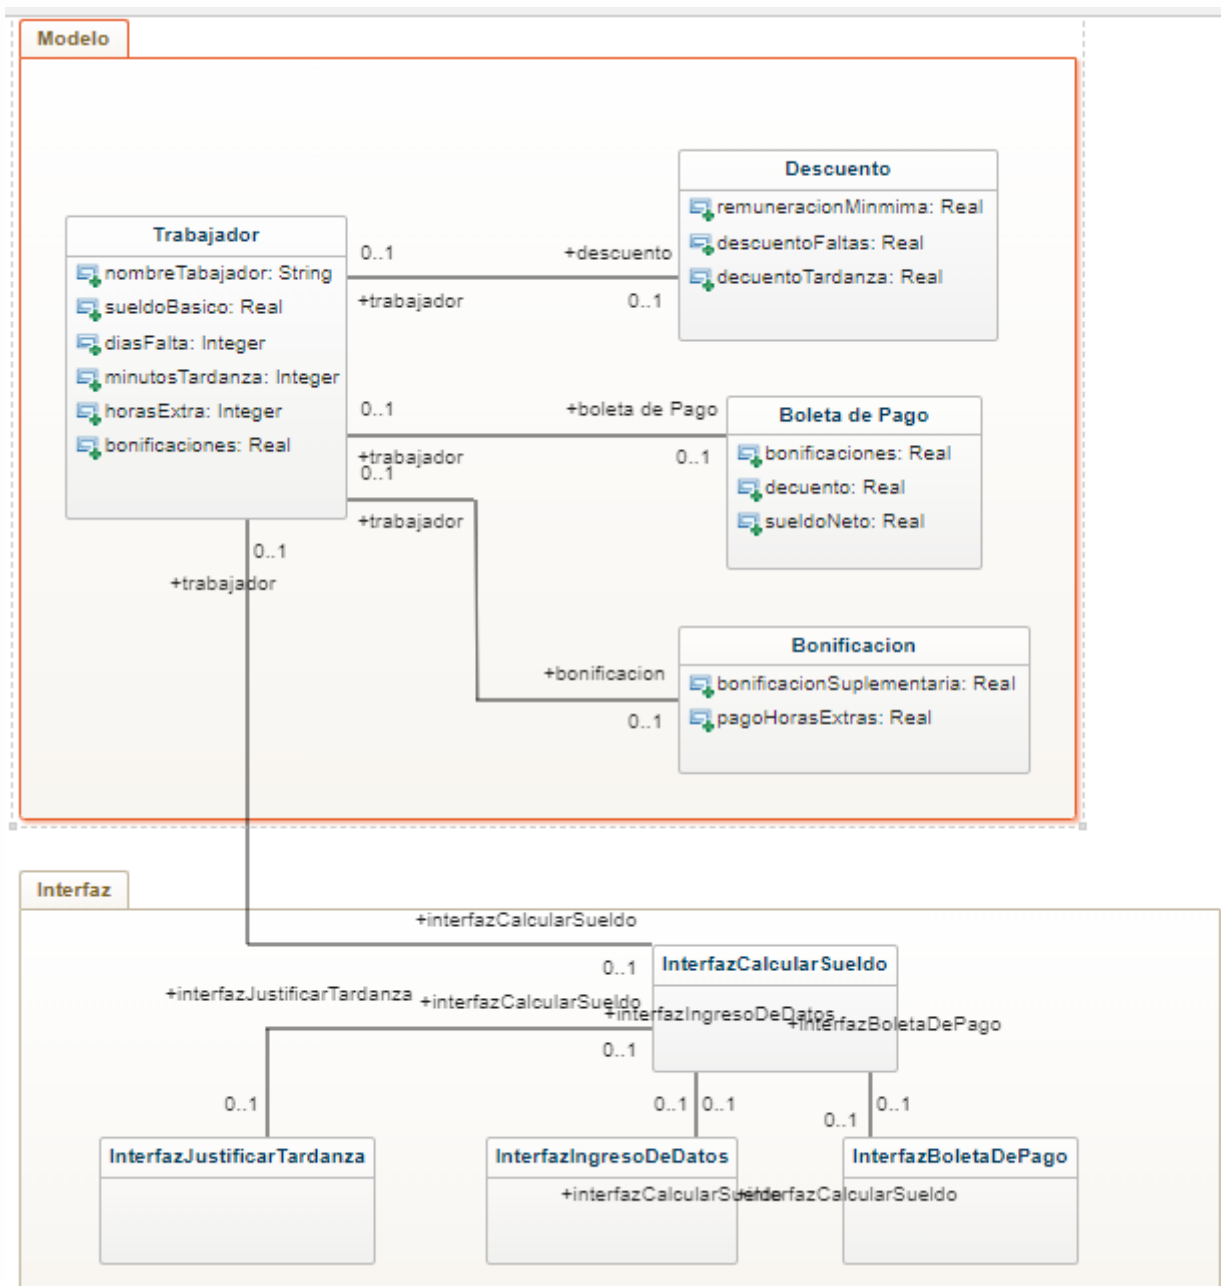 Modelo
Descuento
remuneracionMinmima: Real
descuentoFaltas: Real
decuentoTardanza: Real
Trabajador
nombreTabajador: String
sueldoBasico: Real
diasFalta: Integer
minutosTardanza: Integer
horasExtra: Integer
bonificaciones: Real
0..1
+descuento
+trabajador
0..1
0..1
+boleta de Pago
+trabajador
0..1
Boleta de Pago
bonificaciones: Real
decuento: Real
sueldoNeto: Real
0..1
+trabajador
0..1
+trabajador
Bonificacion
bonificacionSuplementaria: Real
pagoHorasExtras: Real
+bonificacion
0..1
Interfaz
+interfazCalcularSueldo
0..1
InterfazCalcularSueldo
+interfazJustificarTardanza
+interfazCalcularSueldo
+interfazIngresoDeDatos
+interfazBoletaDePago
0..1
0..1
0..1
0..1
0..1
0..1
InterfazJustificarTardanza
InterfazIngresoDeDatos
InterfazBoletaDePago
+interfazCalcularSueldo
+interfazCalcularSueldo